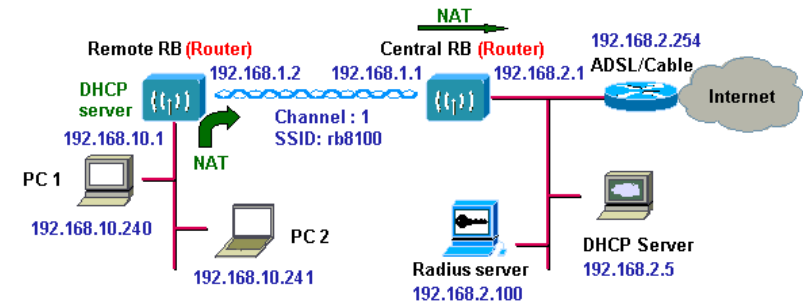 NAT
Remote RB (Router)
Central RB (Router)
192.168.2.254
ADSL/Cable
192.168.1.2
192.168.1.1
192.168.2.1
DHCP
server
Internet
Channel : 1
SSID: rb8100
192.168.10.1
NAT
PC 1
192.168.10.240
PC 2
192.168.10.241
DHCP Server
192.168.2.5
Radius server
192.168.2.100